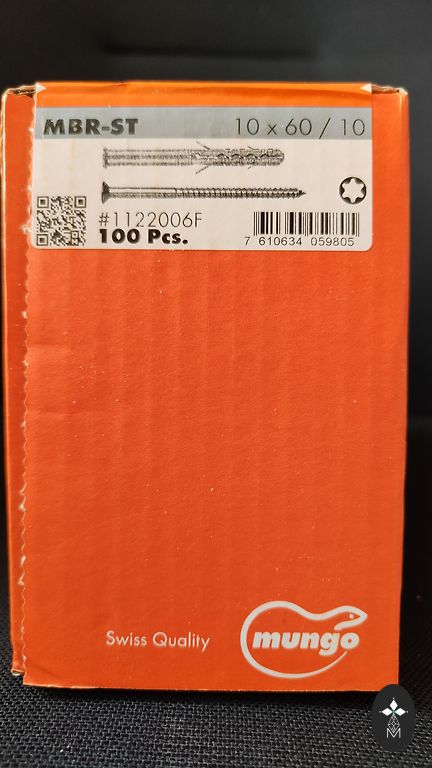 MBR-ST 10 x 60 / 10
#1122006F
100 Pcs.
7 610634 059805
Swiss Quality
mungo
M